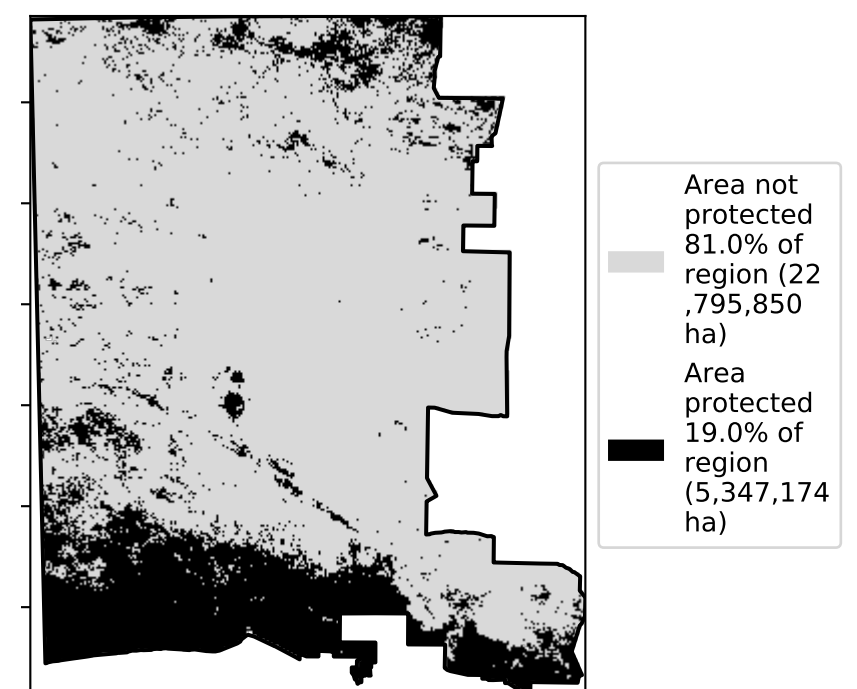 Area not
protected
81.0% of
region (22
,795,850
ha)
Area
protected
19.0% of
region
(5,347,174
ha)